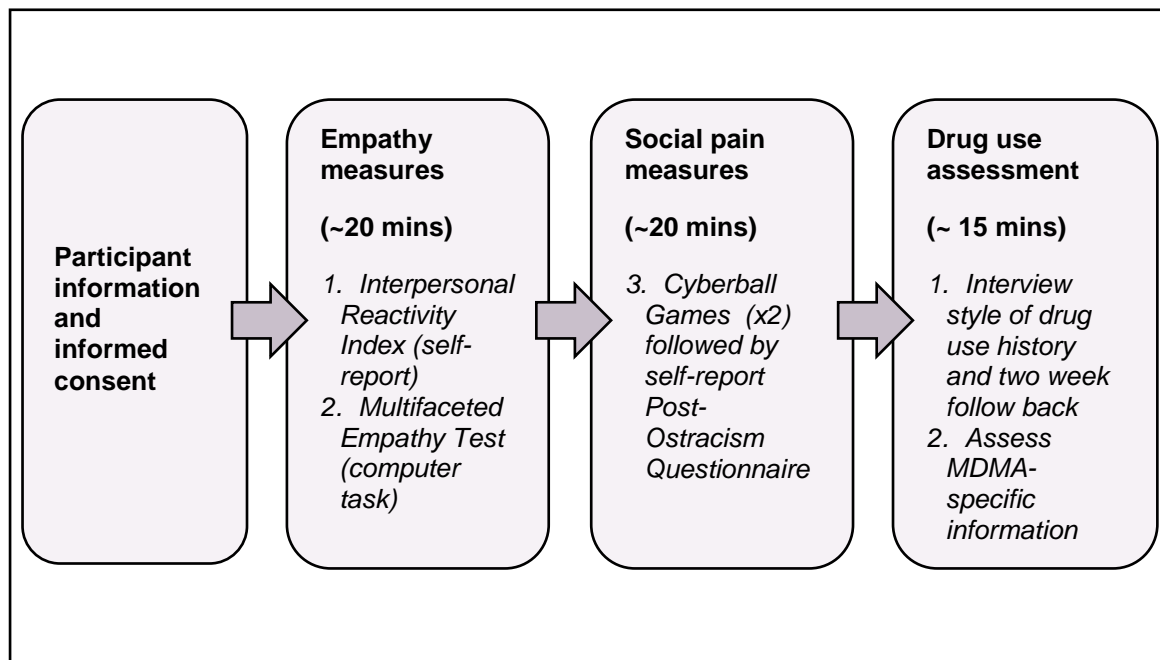 Participant
information
and
informed
consent
Empathy
measures
(~20 mins)
1. Interpersonal
Reactivity
Index (self-
report)
2. Multifaceted
Empathy Test
(computer
task)
Social pain
measures
(~20 mins)
3. Cyberball
Games (x2)
followed by
self-report
Post-
Ostracism
Questionnaire
Drug use
assessment
(~ 15 mins)
1. Interview
style of drug
use history
and two week
follow back
2. Assess
MDMA-
specific
information